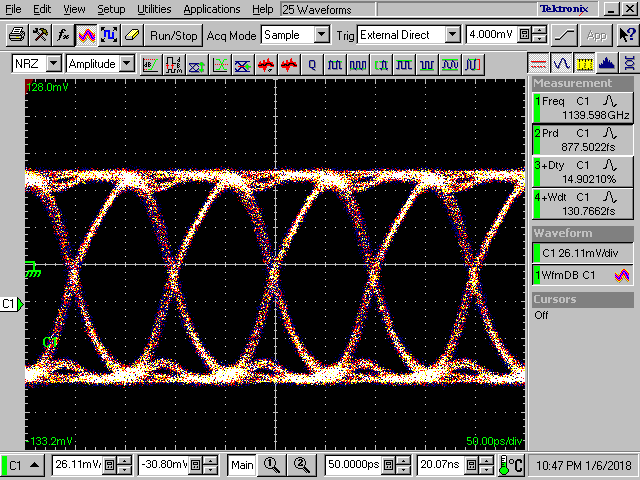 File Edit View Setup Utilities Applications Help 25 Waveforms Tektronix
Run/Stop Acq Mode Sample Trig External Direct 4.000mV App
NRZ Amplitude
128.0mV
C1
C1
133.2mV
50.00ps/div
Measurement
1 Freq C1
1139.598GHz
2 Prd C1
877.5022fs
3 +Dty C1
14.90210%
4 +Wdt C1
130.7662fs
Waveform
C1 26.11mV/div
1 WfmDB C1
Cursors
Off
C1 26.11mV/ -30.80mV Main 1 2 50.0000ps 20.07ns °C 10:47 PM 1/6/2018